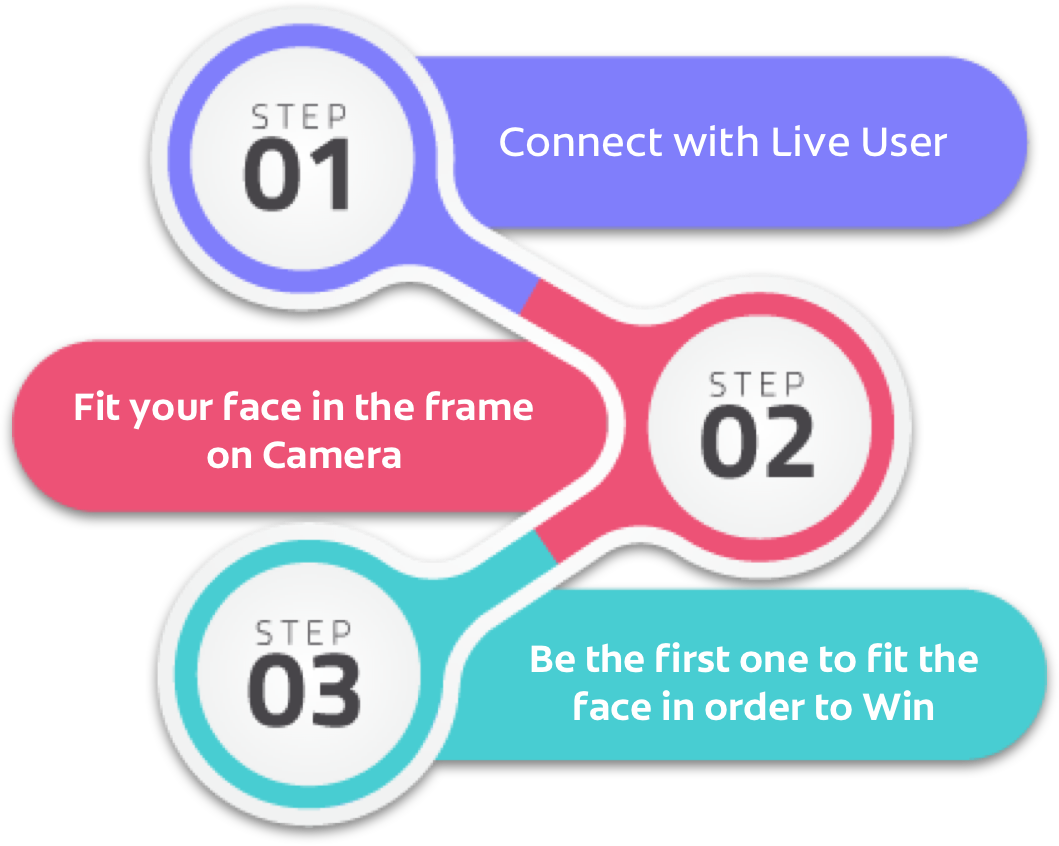 STEP
01
Connect with Live User
STEP
02
Fit your face in the frame
on Camera
STEP
03
Be the first one to fit the
face in order to Win